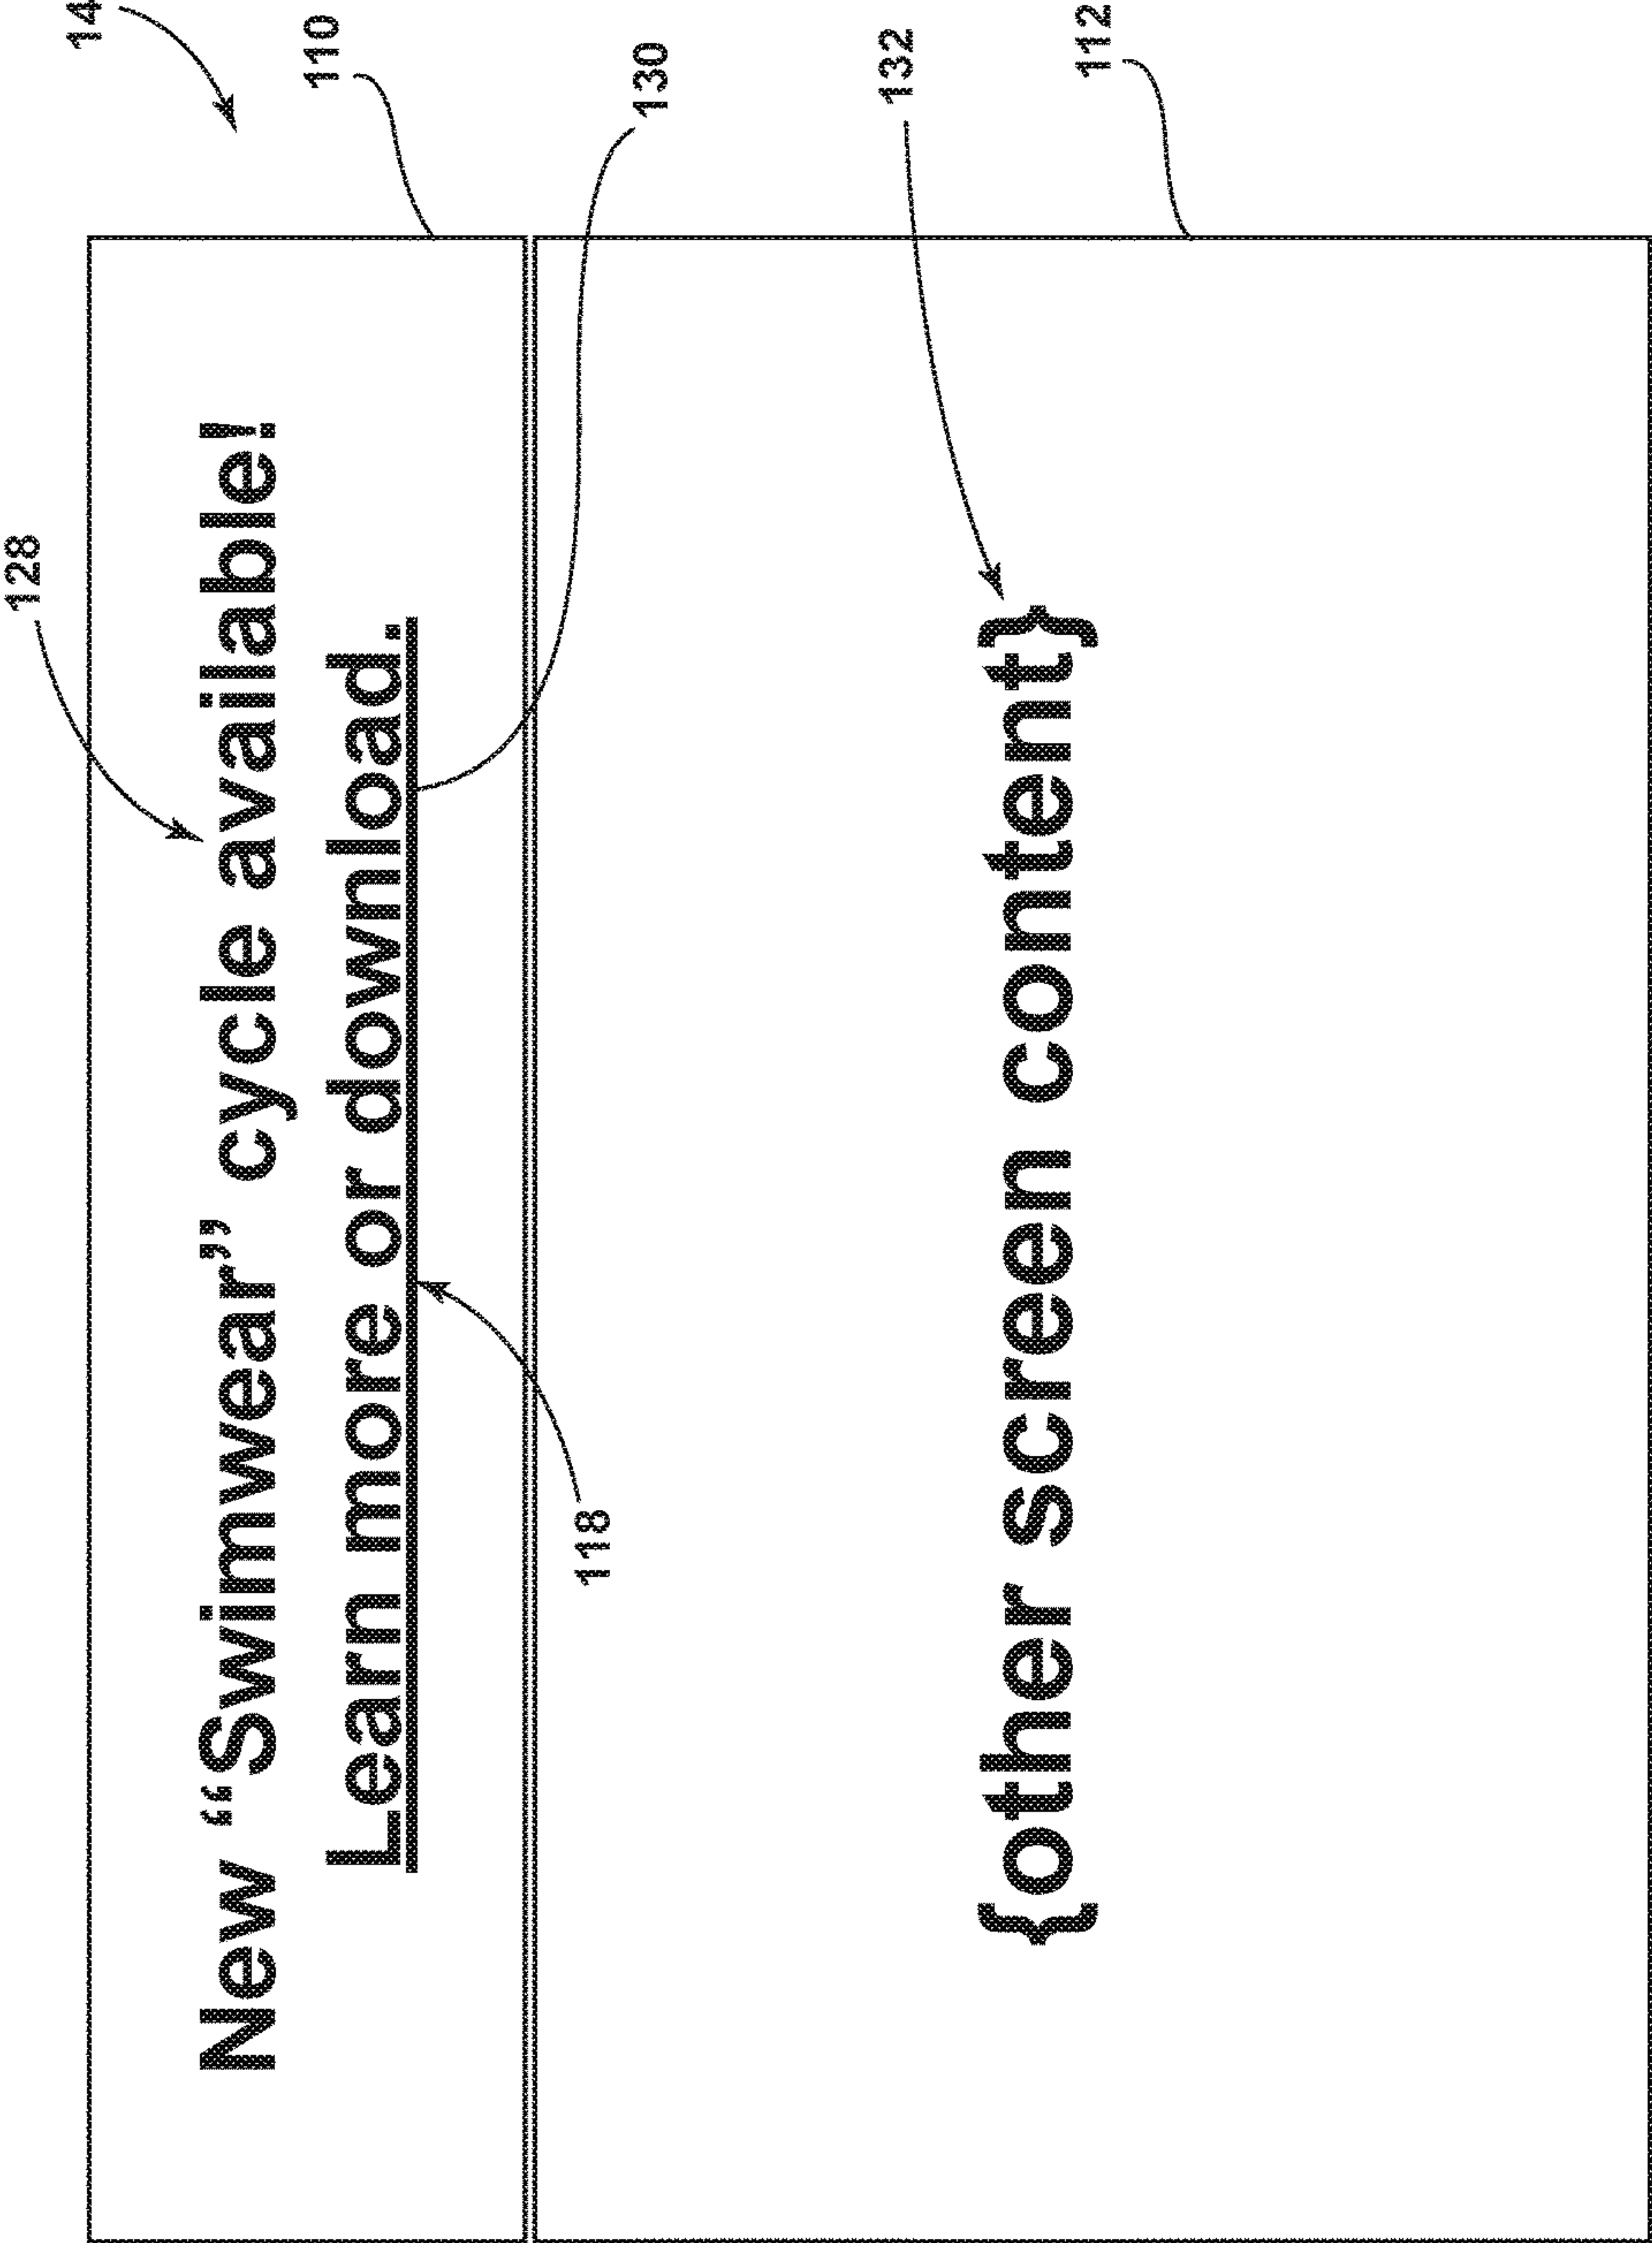 128
14
New “Swimwear” cycle available!
110
Learn more or download.
118
130
132
{other screen content}
112